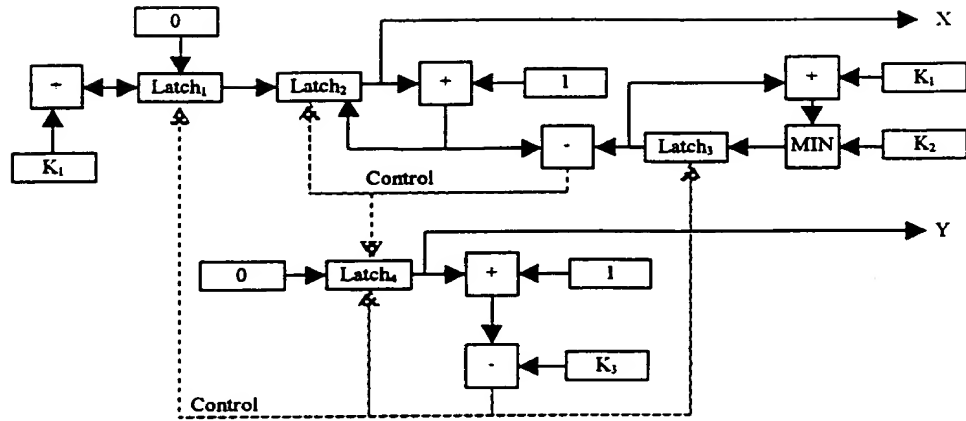 0
X
+
Latch₁
Latch₂
+
1
+
K₁
K₁
-
Latch₃
MIN
K₂
Control
Y
0
Latch₄
+
1
-
K₃
Control